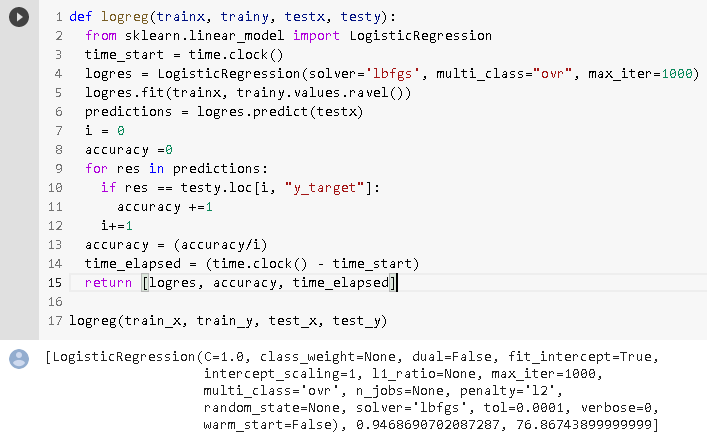 1 def logreg(trainx, trainy, testx, testy):
2   from sklearn.linear_model import LogisticRegression
3   time_start = time.clock()
4   logres = LogisticRegression(solver='lbfgs', multi_class="ovr", max_iter=1000)
5   logres.fit(trainx, trainy.values.ravel())
6   predictions = logres.predict(testx)
7   i = 0
8   accuracy =0
9   for res in predictions:
10     if res == testy.loc[i, "y_target"]:
11       accuracy +=1
12     i+=1
13   accuracy = (accuracy/i)
14   time_elapsed = (time.clock() - time_start)
15   return [logres, accuracy, time_elapsed]
16
17 logreg(train_x, train_y, test_x, test_y)
[LogisticRegression(C=1.0, class_weight=None, dual=False, fit_intercept=True,
                    intercept_scaling=1, l1_ratio=None, max_iter=1000,
                    multi_class='ovr', n_jobs=None, penalty='l2',
                    random_state=None, solver='lbfgs', tol=0.0001, verbose=0,
                    warm_start=False), 0.9468690702087287, 76.86743899999999]